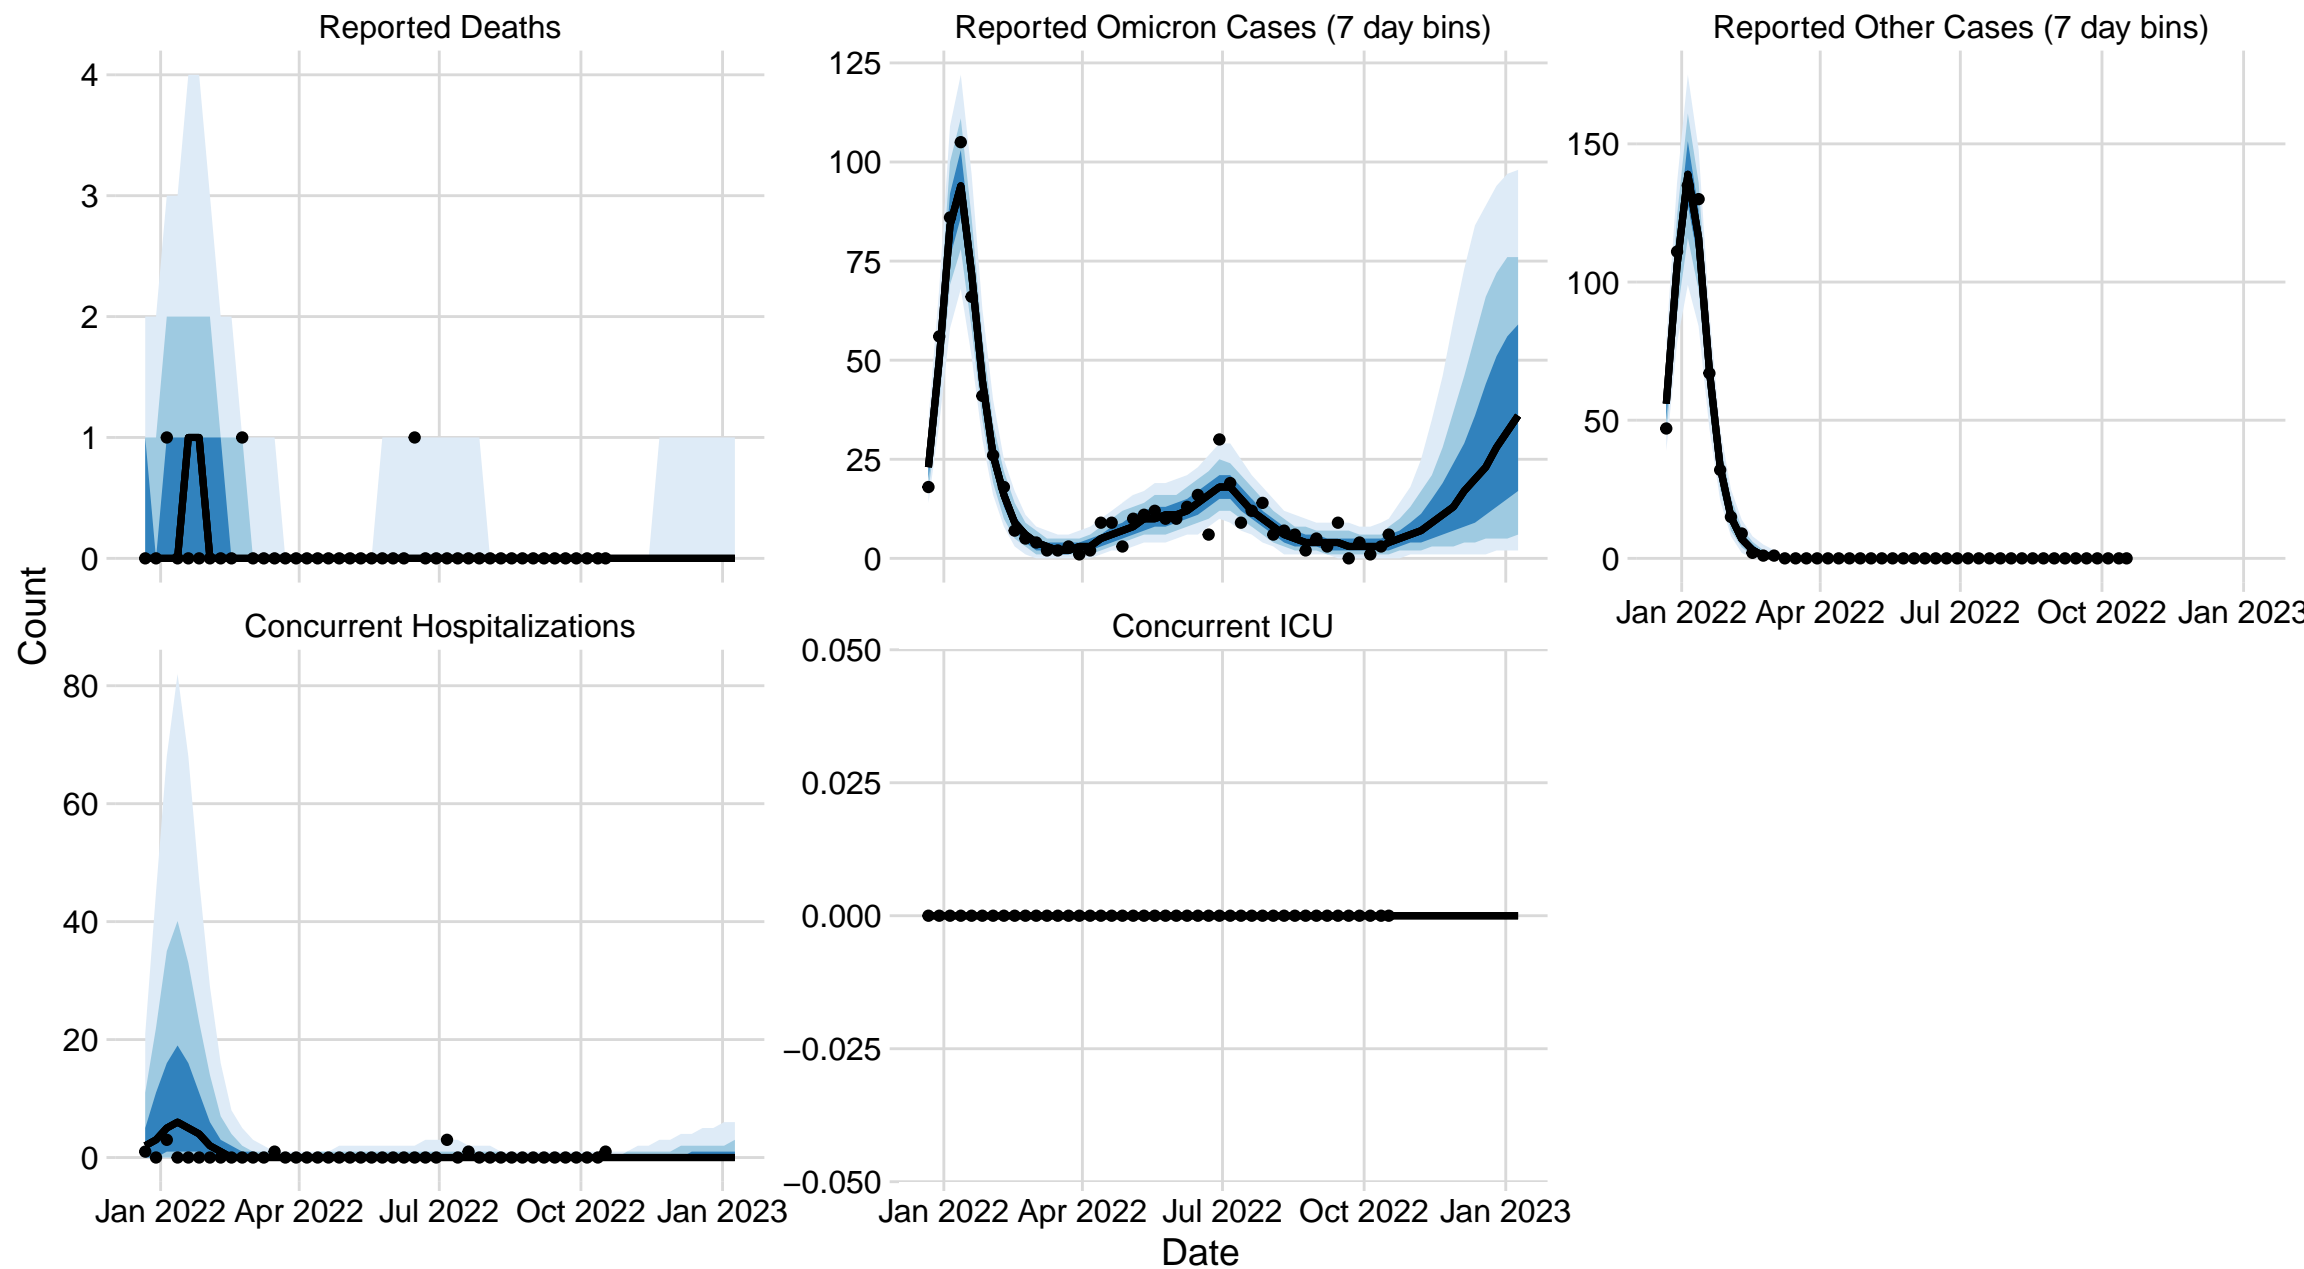 Reported Deaths
Reported Omicron Cases (7 day bins)
Reported Other Cases (7 day bins)
4
3
2
1
0
125
100
75
50
25
0
150
100
50
0
Jan 2022 Apr 2022 Jul 2022 Oct 2022 Jan 2023
Count
Concurrent Hospitalizations
Concurrent ICU
80
60
40
20
0
0.050
0.025
0.000
−0.025
−0.050
Jan 2022 Apr 2022 Jul 2022 Oct 2022 Jan 2023
Jan 2022 Apr 2022 Jul 2022 Oct 2022 Jan 2023
Date